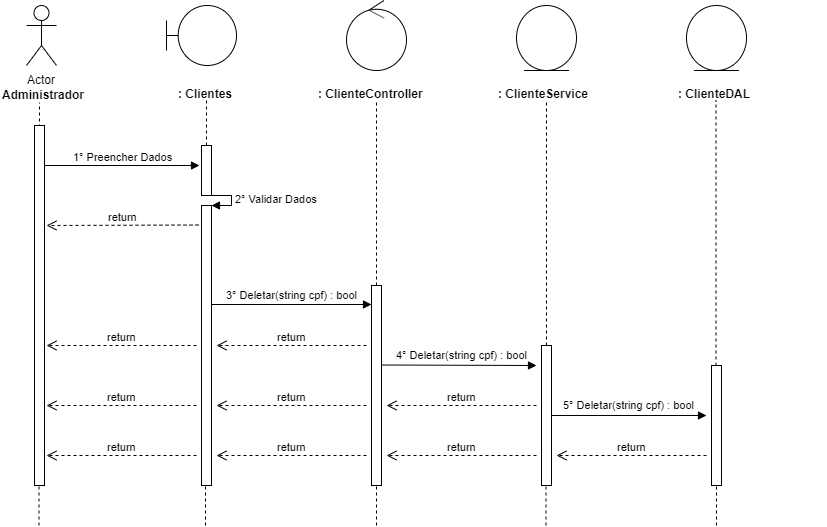 Actor
Administrador
: Clientes
: ClienteController
: ClienteService
: ClienteDAL
1° Preencher Dados
2° Validar Dados
return
3° Deletar(string cpf) : bool
return
return
4° Deletar(string cpf) : bool
return
return
return
5° Deletar(string cpf) : bool
return
return
return
return